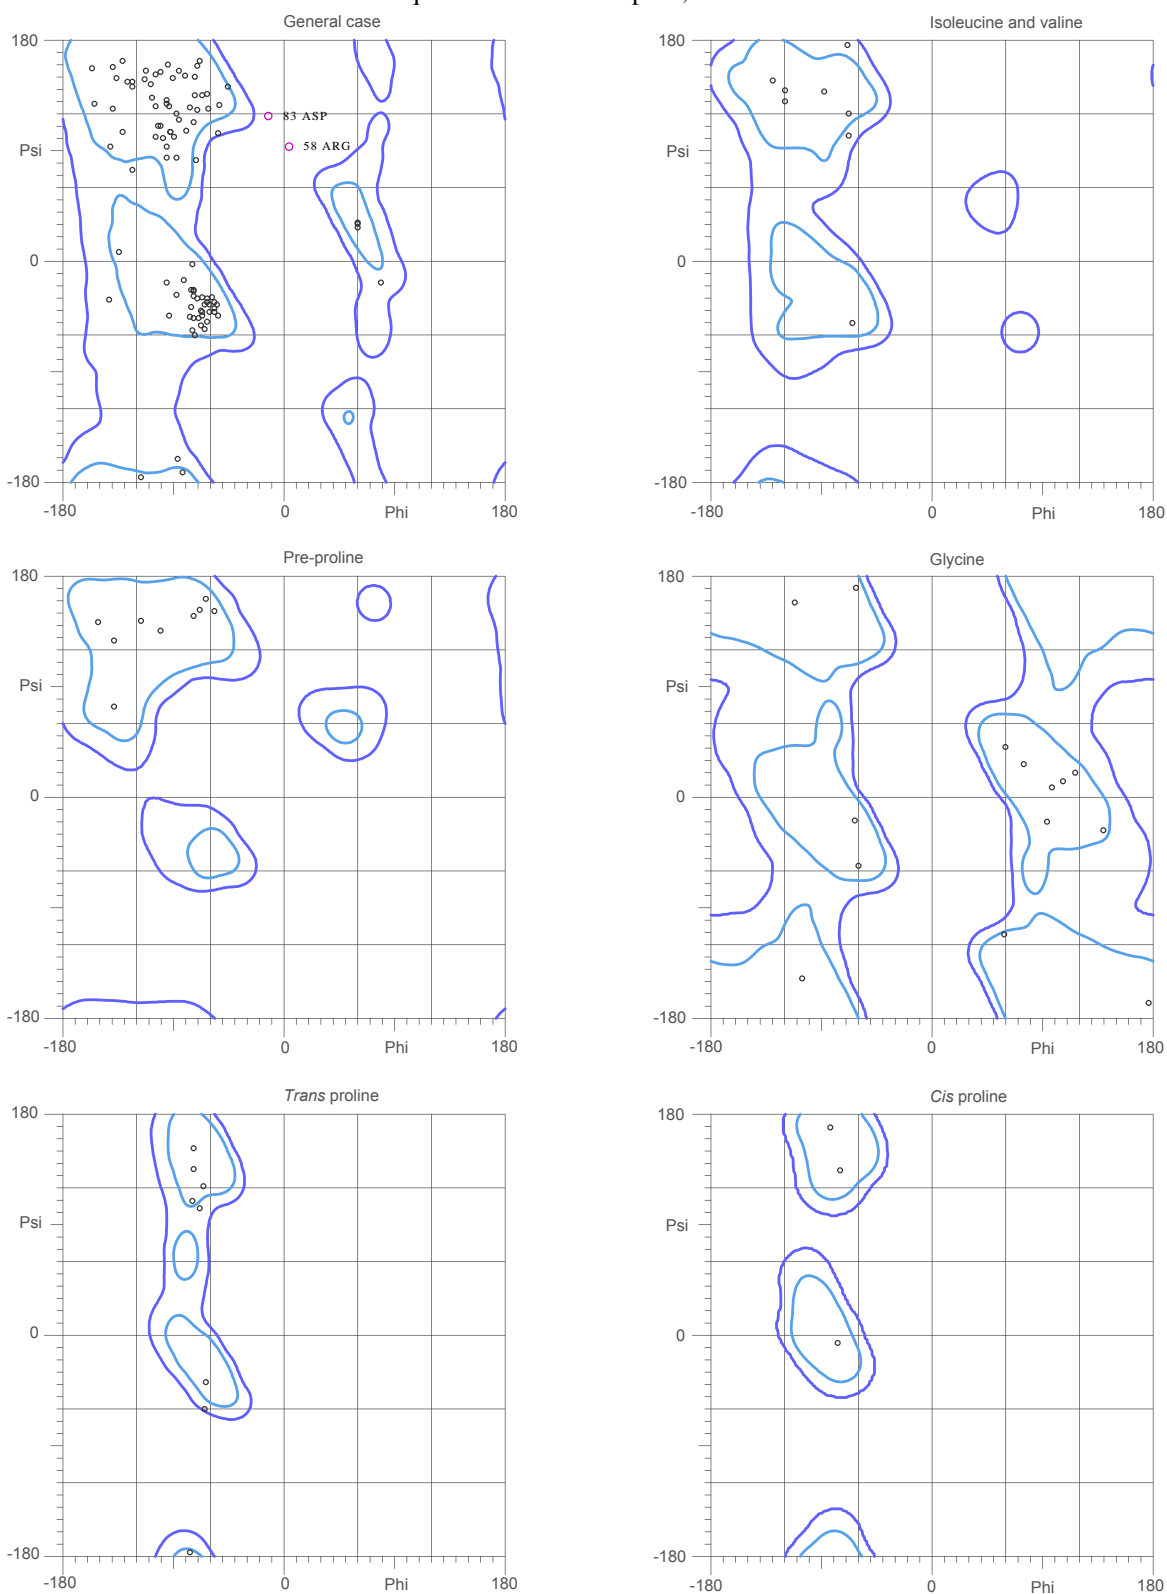 General case
Isoleucine and valine
180
83 ASP
58 ARG
Psi
0
-180
-180
0
Phi
180
180
Psi
0
-180
-180
0
Phi
180
Pre-proline
Glycine
180
Psi
0
-180
-180
0
Phi
180
180
Psi
0
-180
-180
0
Phi
180
Trans proline
Cis proline
180
Psi
0
-180
-180
0
Phi
180
180
Psi
0
-180
-180
0
Phi
180